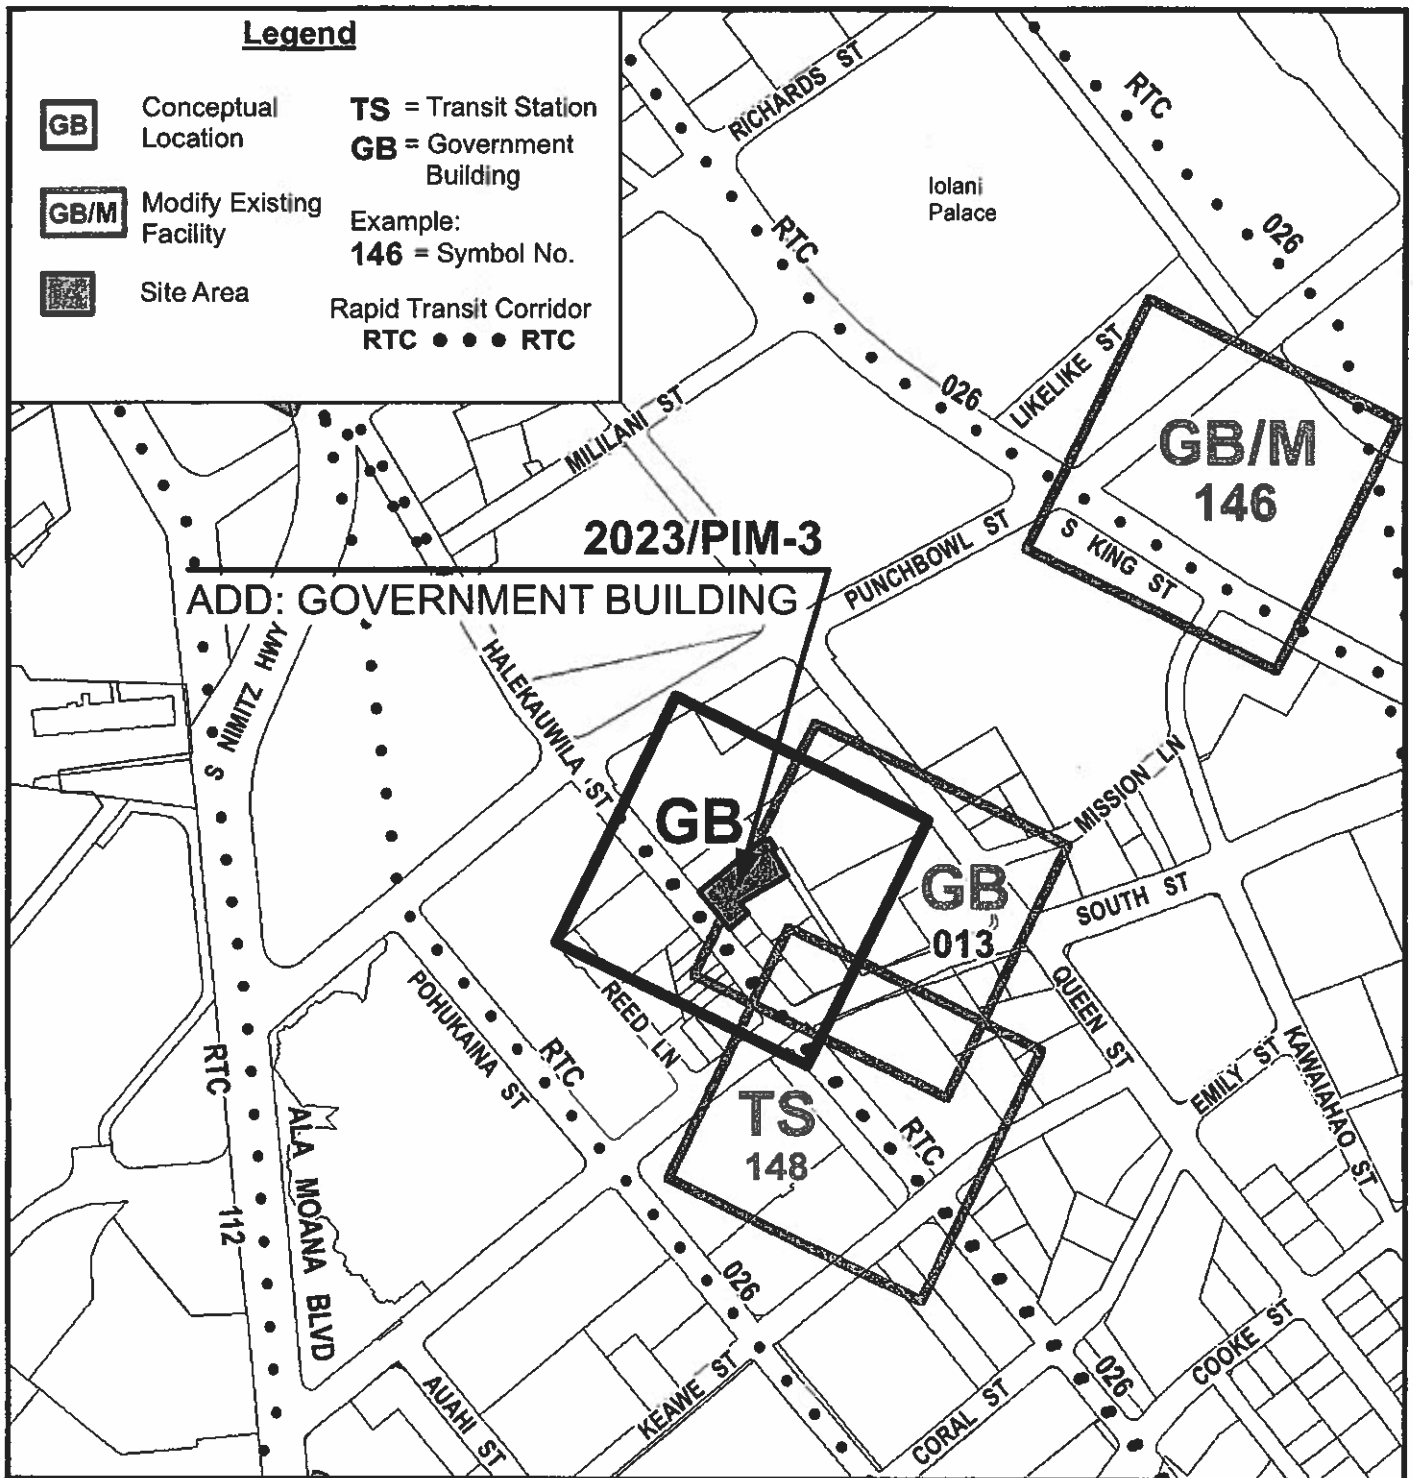 Legend
GB
Conceptual
Location
GB/M
Modify Existing
Facility
Site Area
TS = Transit Station
GB = Government
Building
Example:
146 = Symbol No.
Rapid Transit Corridor
RTC ● ● ● RTC
RICHARDS ST
RTC
Iolani
Palace
RTC
026
LIKELIKE ST
026
MILILANI ST
GB/M
146
2023/PIM-3
ADD: GOVERNMENT BUILDING
PUNCHBOWL ST
S KING ST
S NIMITZ HWY
HALEKAUWILA ST
MISSION LN
GB
GB
013
SOUTH ST
QUEEN ST
REED LN
POHUKAINA ST
RTC
RTC
EMILY ST
KAWAIAHAO ST
TS
148
RTC
112
ALA MOANA BLVD
026
026
COOKE ST
AUAHI ST
KEAWE ST
CORAL ST